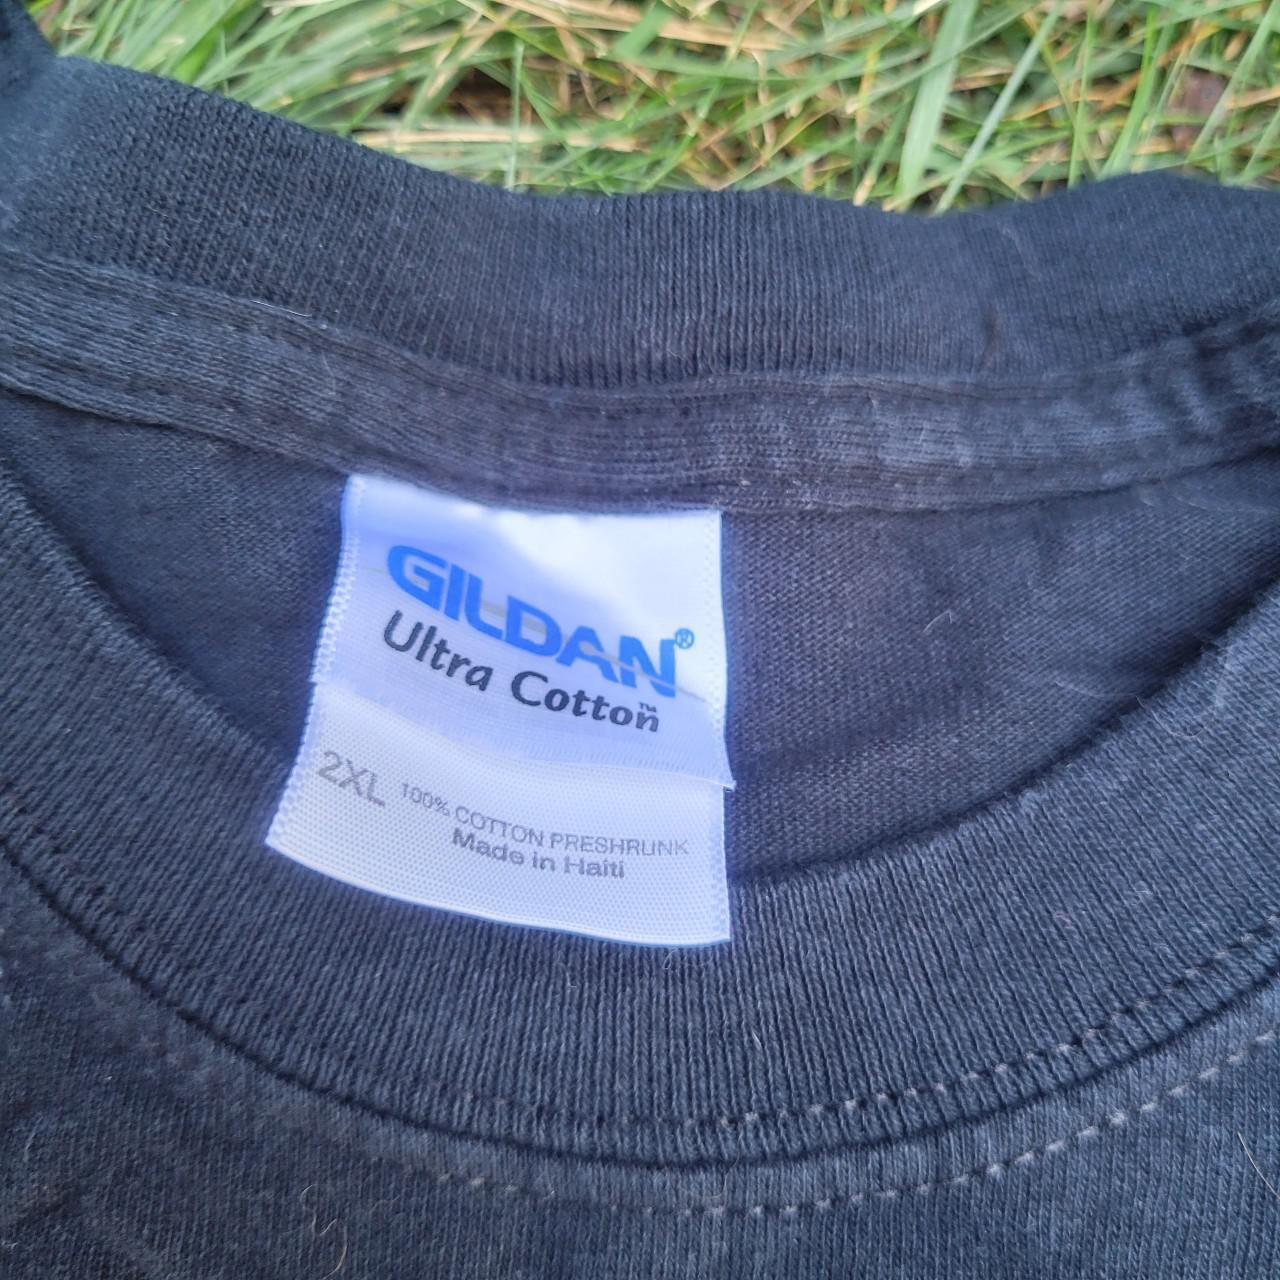 GILDAN®
Ultra Cotton™
2XL 100% COTTON PRESHRUNK
Made in Haiti